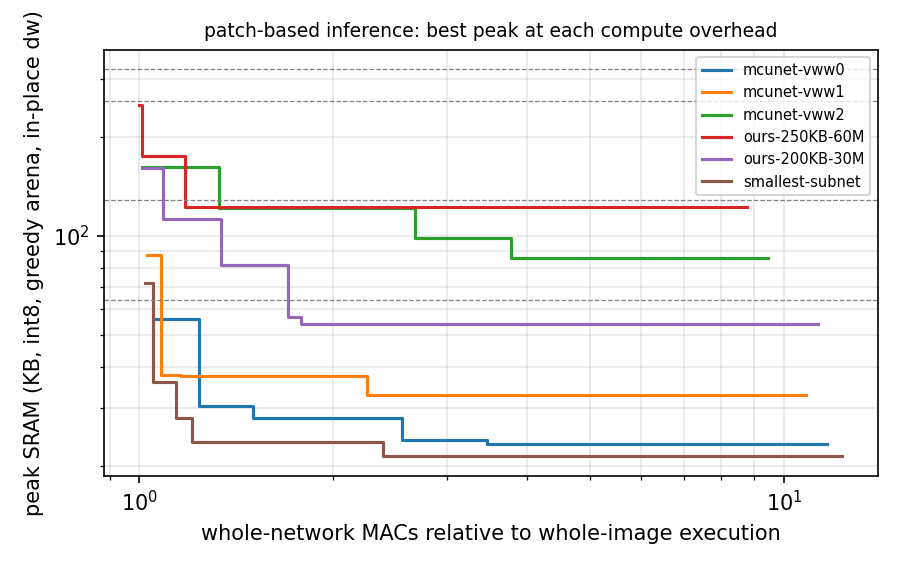 patch-based inference: best peak at each compute overhead
peak SRAM (KB, int8, greedy arena, in-place dw)
10²
mcunet-vww0
mcunet-vww1
mcunet-vww2
ours-250KB-60M
ours-200KB-30M
smallest-subnet
10⁰
10¹
whole-network MACs relative to whole-image execution